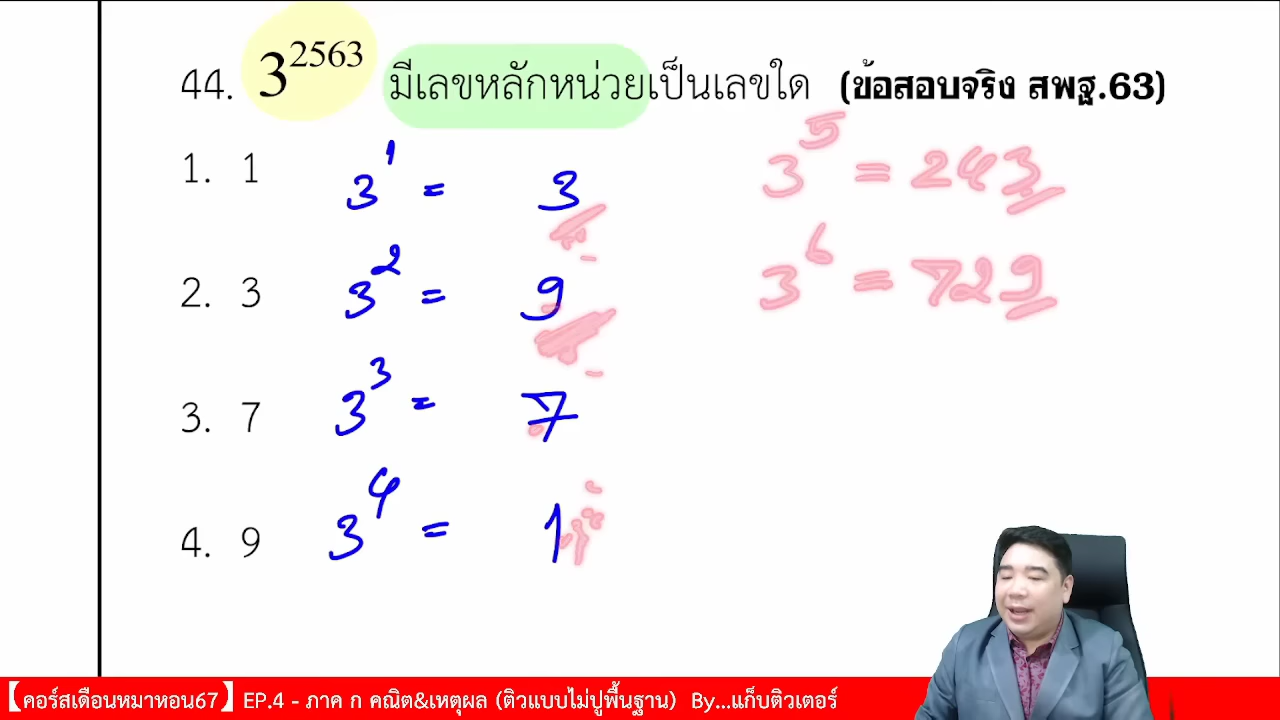 44. 3^2563 มีเลขหลักหน่วยเป็นเลขใด (ข้อสอบจริง สพฐ.63)
1. 1
3^1 = 3
3^5 = 243
2. 3
3^2 = 9
3^6 = 729
3. 7
3^3 = 7
4. 9
3^4 = 1
【คอร์สเดือนหมาหอน67】 EP.4 - ภาค ก คณิต&เหตุผล (ติวแบบไม่ปูพื้นฐาน) By...แก็บติวเตอร์